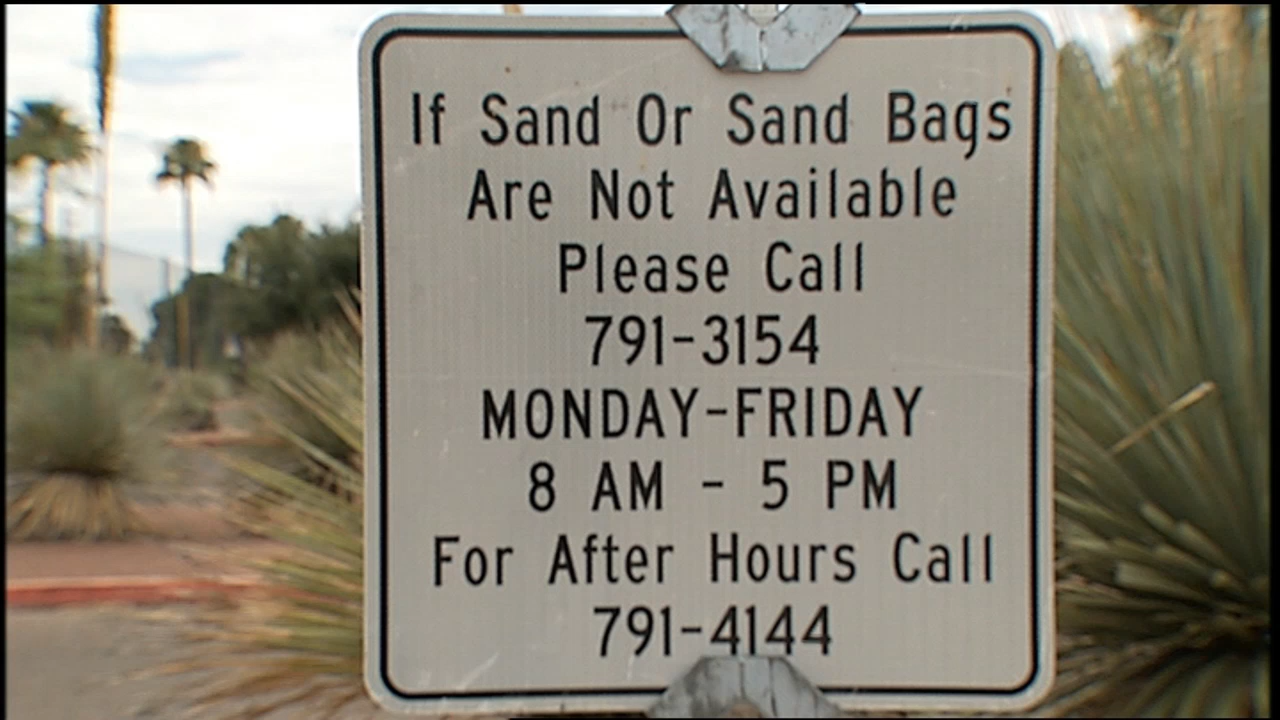 If Sand Or Sand Bags
Are Not Available
Please Call
791-3154
MONDAY-FRIDAY
8 AM - 5 PM
For After Hours Call
791-4144